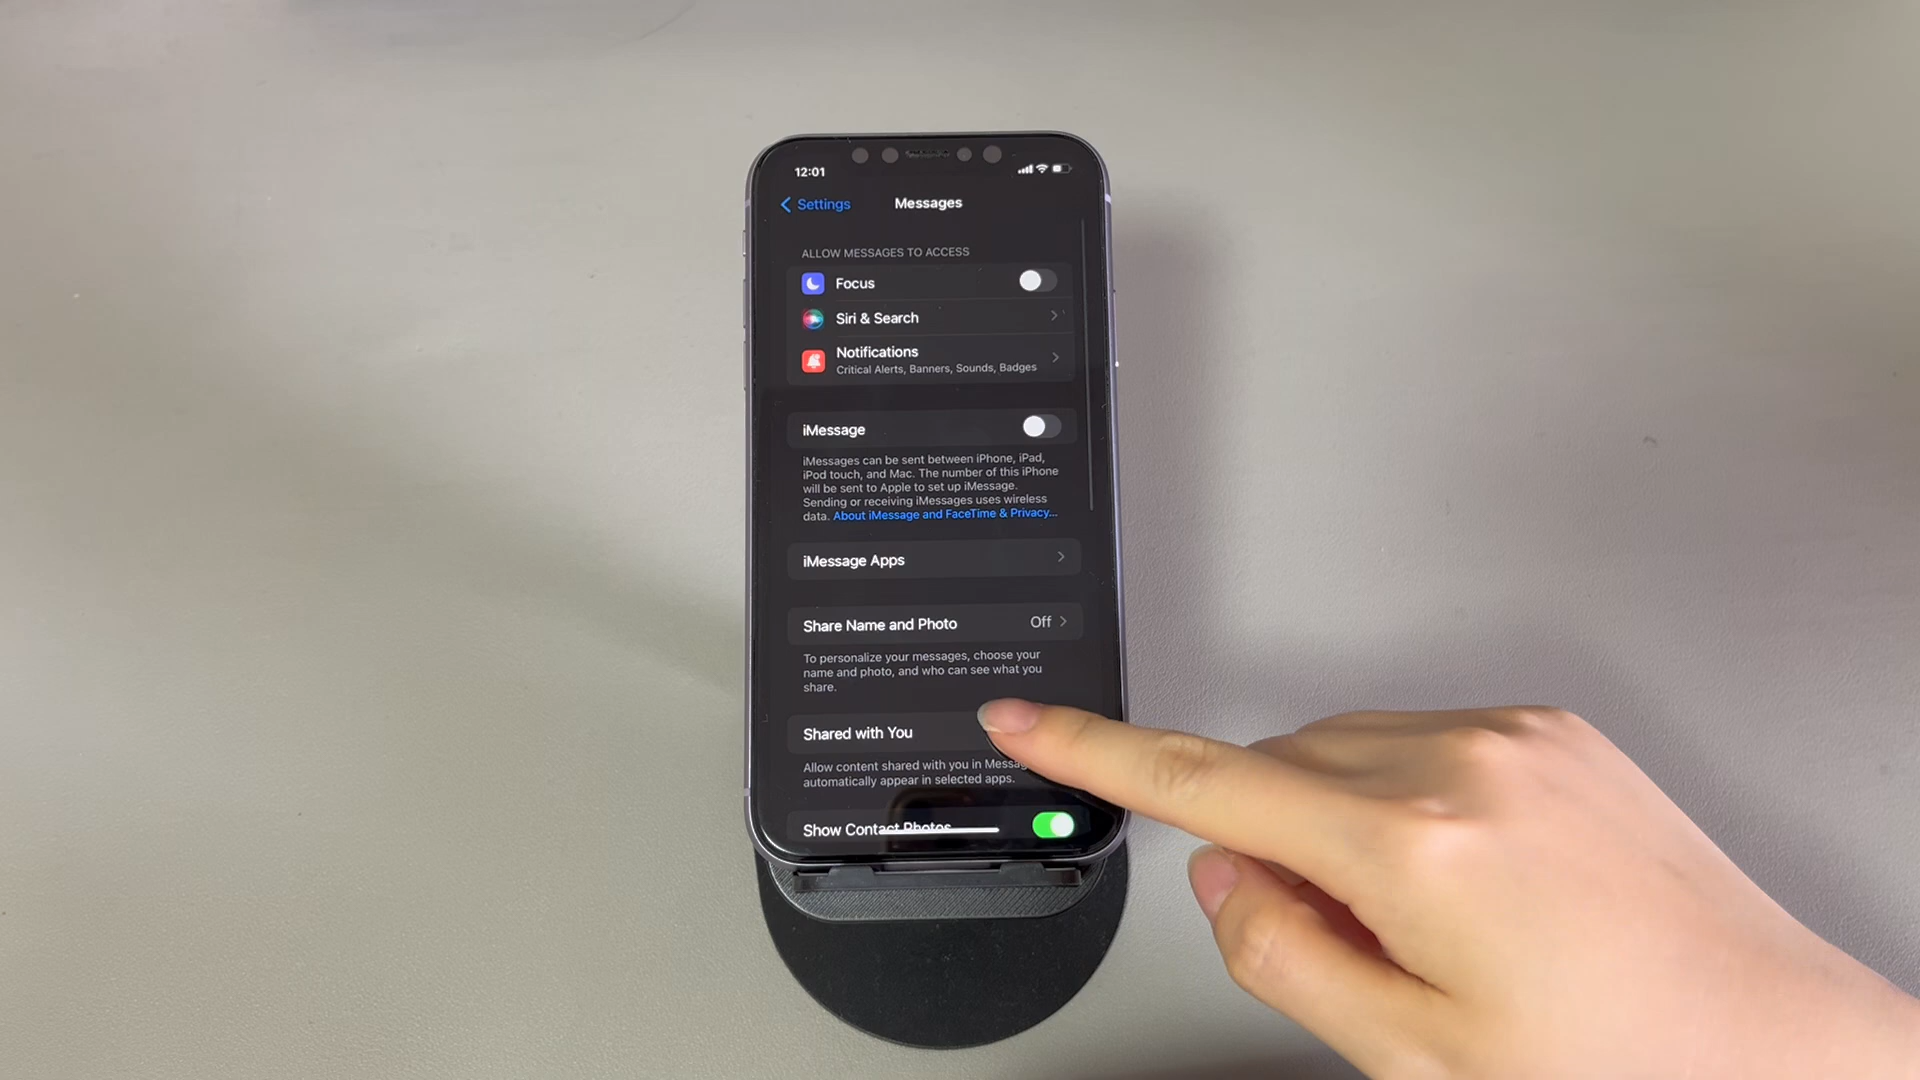 12:01
Settings
Messages
ALLOW MESSAGES TO ACCESS
Focus
Siri & Search
Notifications
Critical Alerts, Banners, Sounds, Badges
iMessage
iMessages can be sent between iPhone, iPad,
iPod touch, and Mac. The number of this iPhone
will be sent to Apple to set up iMessage.
Sending or receiving iMessages uses wireless
data. About iMessage and FaceTime & Privacy...
iMessage Apps
Share Name and Photo Off
To personalize your messages, choose your
name and photo, and who can see what you
share.
Shared with You
Allow content shared with you in Messag
automatically appear in selected apps.
Show Contact Photos